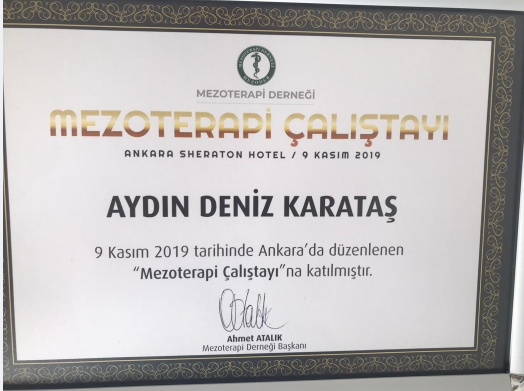 MEZOTERAPİ DERNEĞİ
MEZOTERAPİ ÇALIŞTAYI
ANKARA SHERATON HOTEL / 9 KASIM 2019
AYDIN DENİZ KARATAŞ
9 Kasım 2019 tarihinde Ankara'da düzenlenen
“Mezoterapi Çalıştayı”na katılmıştır.
Ahmet ATALIK
Mezoterapi Derneği Başkanı